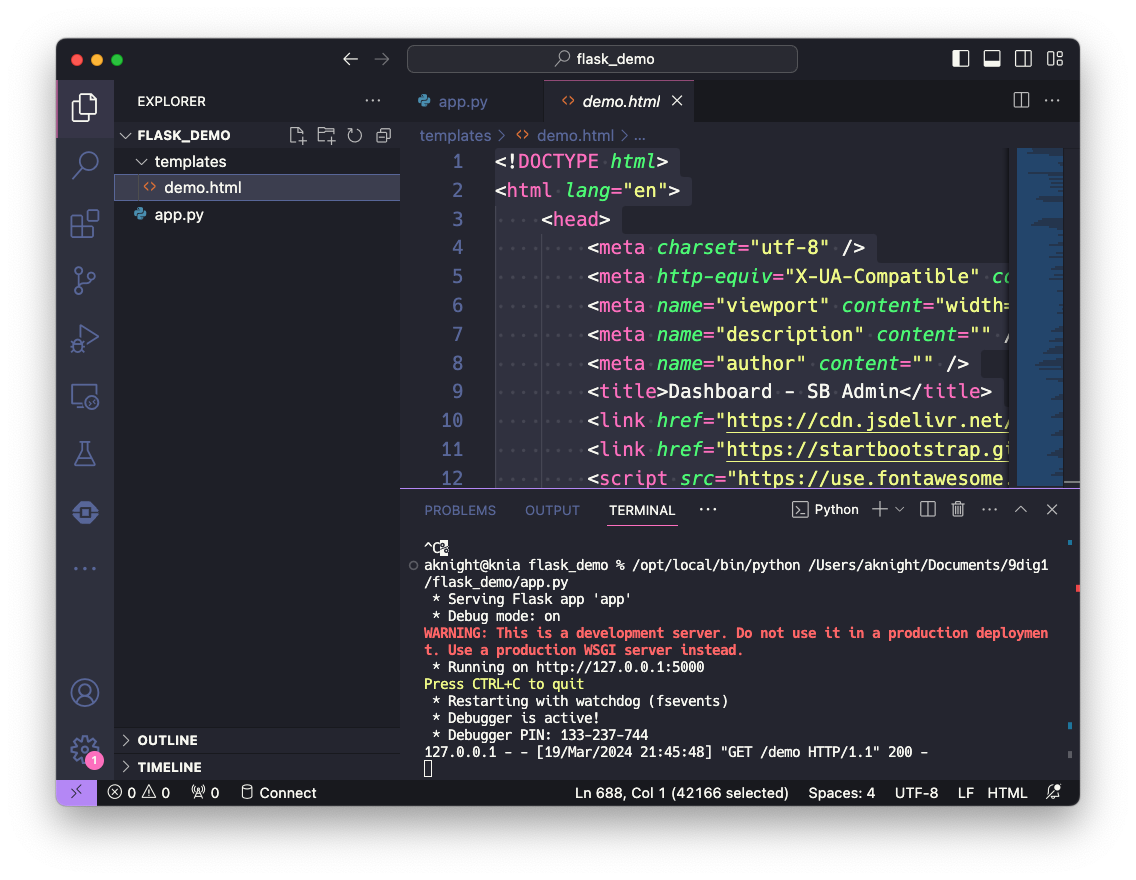 flask_demo
EXPLORER
FLASK_DEMO
templates
demo.html
app.py
OUTLINE
TIMELINE
1
app.py
demo.html
templates > demo.html > ...
1 <!DOCTYPE html>
2 <html lang="en">
3 <head>
4 <meta charset="utf-8" />
5 <meta http-equiv="X-UA-Compatible" co
6 <meta name="viewport" content="width=
7 <meta name="description" content="" /
8 <meta name="author" content="" />
9 <title>Dashboard - SB Admin</title>
10 <link href="https://cdn.jsdelivr.net/
11 <link href="https://startbootstrap.gi
12 <script src="https://use.fontawesome.
PROBLEMS OUTPUT TERMINAL ... Python
^C%
aknight@knia flask_demo % /opt/local/bin/python /Users/aknight/Documents/9dig1
/flask_demo/app.py
* Serving Flask app 'app'
* Debug mode: on
WARNING: This is a development server. Do not use it in a production deploymen
t. Use a production WSGI server instead.
* Running on http://127.0.0.1:5000
Press CTRL+C to quit
* Restarting with watchdog (fsevents)
* Debugger is active!
* Debugger PIN: 133-237-744
127.0.0.1 - - [19/Mar/2024 21:45:48] "GET /demo HTTP/1.1" 200 -
0 0 0 Connect Ln 688, Col 1 (42166 selected) Spaces: 4 UTF-8 LF HTML